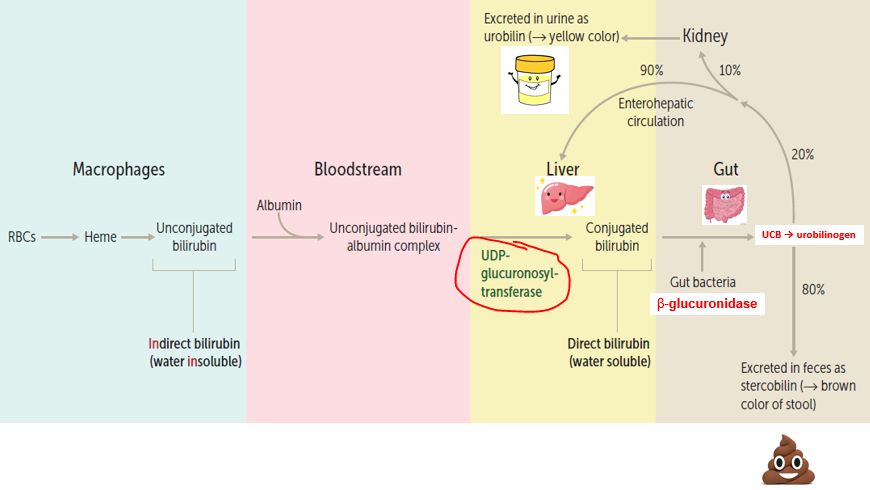 Excreted in urine as
urobilin (→ yellow color)
Kidney
90%
10%
Enterohepatic
circulation
20%
Macrophages
Bloodstream
Liver
Gut
Albumin
RBCs
Heme
Unconjugated
bilirubin
Unconjugated bilirubin-
albumin complex
Conjugated
bilirubin
UCB → urobilinogen
UDP-
glucuronosyl-
transferase
Gut bacteria
β-glucuronidase
80%
Indirect bilirubin
(water insoluble)
Direct bilirubin
(water soluble)
Excreted in feces as
stercobilin (→ brown
color of stool)